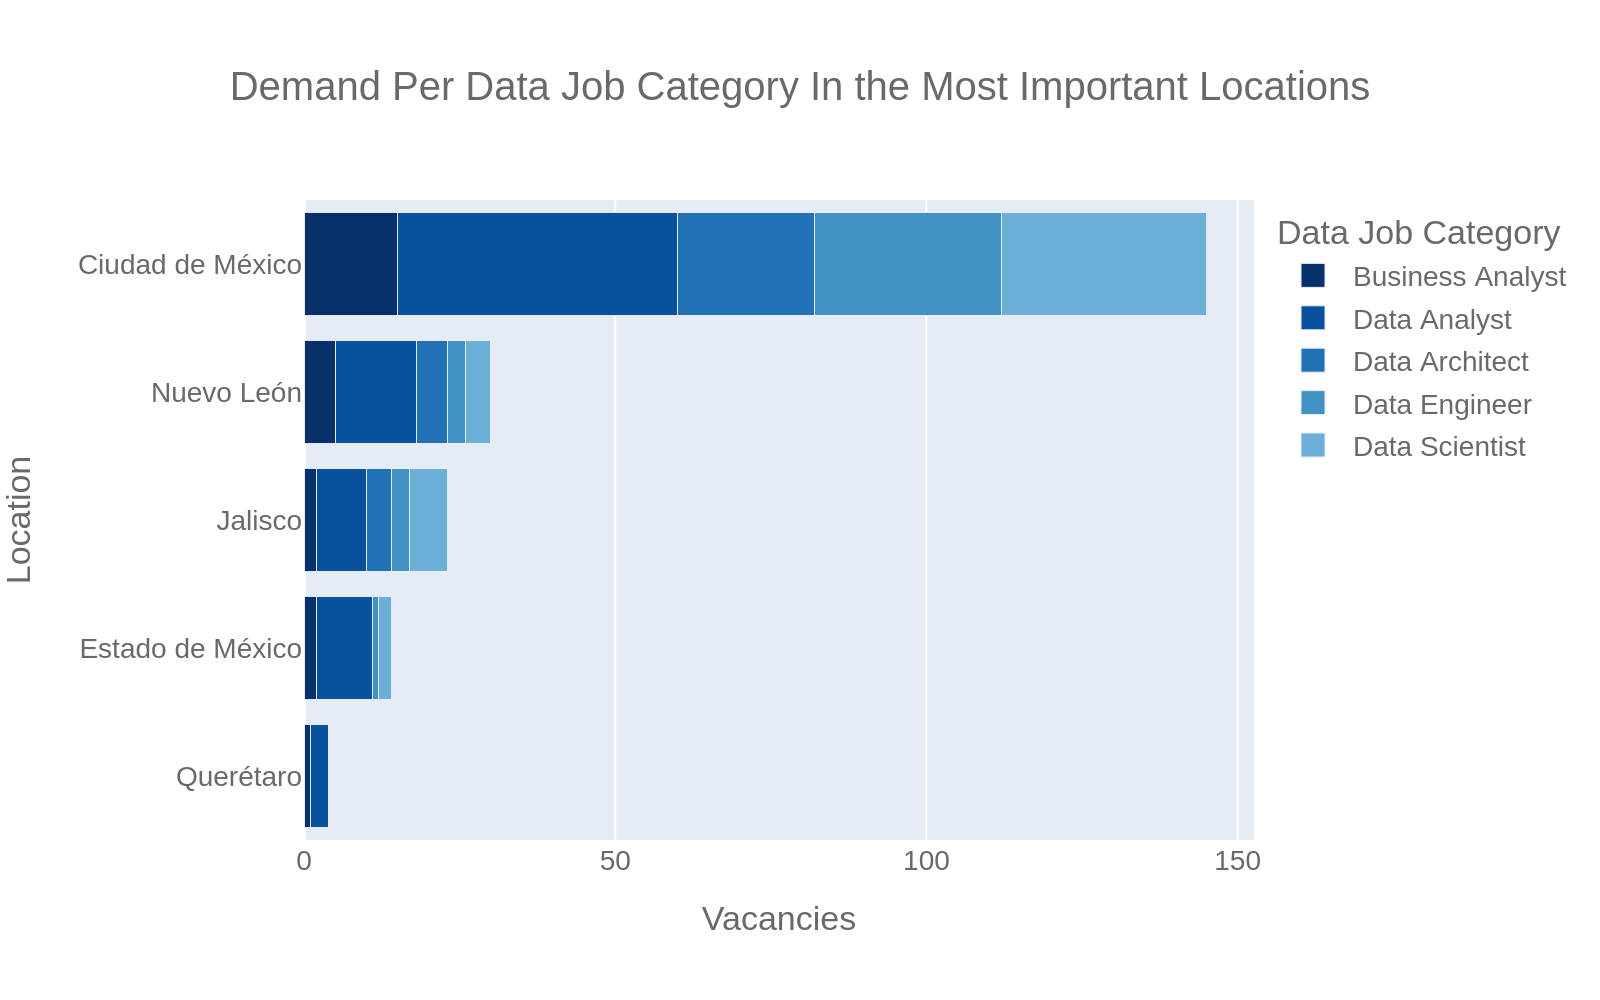 Demand Per Data Job Category In the Most Important Locations
Data Job Category
Business Analyst
Data Analyst
Data Architect
Data Engineer
Data Scientist
Location
Ciudad de México
Nuevo León
Jalisco
Estado de México
Querétaro
0 50 100 150
Vacancies